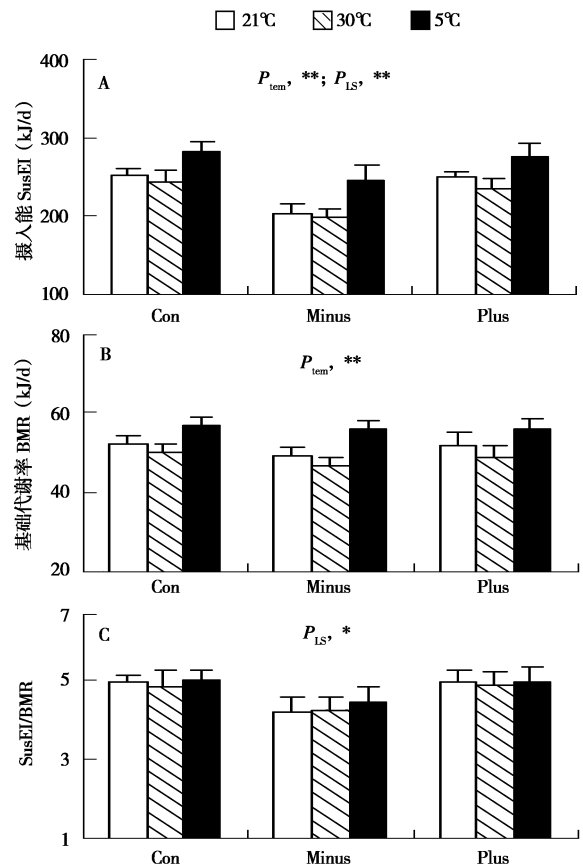 21℃ 30℃ 5℃
A
P_tem, **; P_LS, **
摄入能 SusEI (kJ/d)
400
300
200
100
Con Minus Plus
B
P_tem, **
基础代谢率 BMR (kJ/d)
80
60
40
20
Con Minus Plus
C
P_LS, *
SusEI/BMR
7
5
3
1
Con Minus Plus